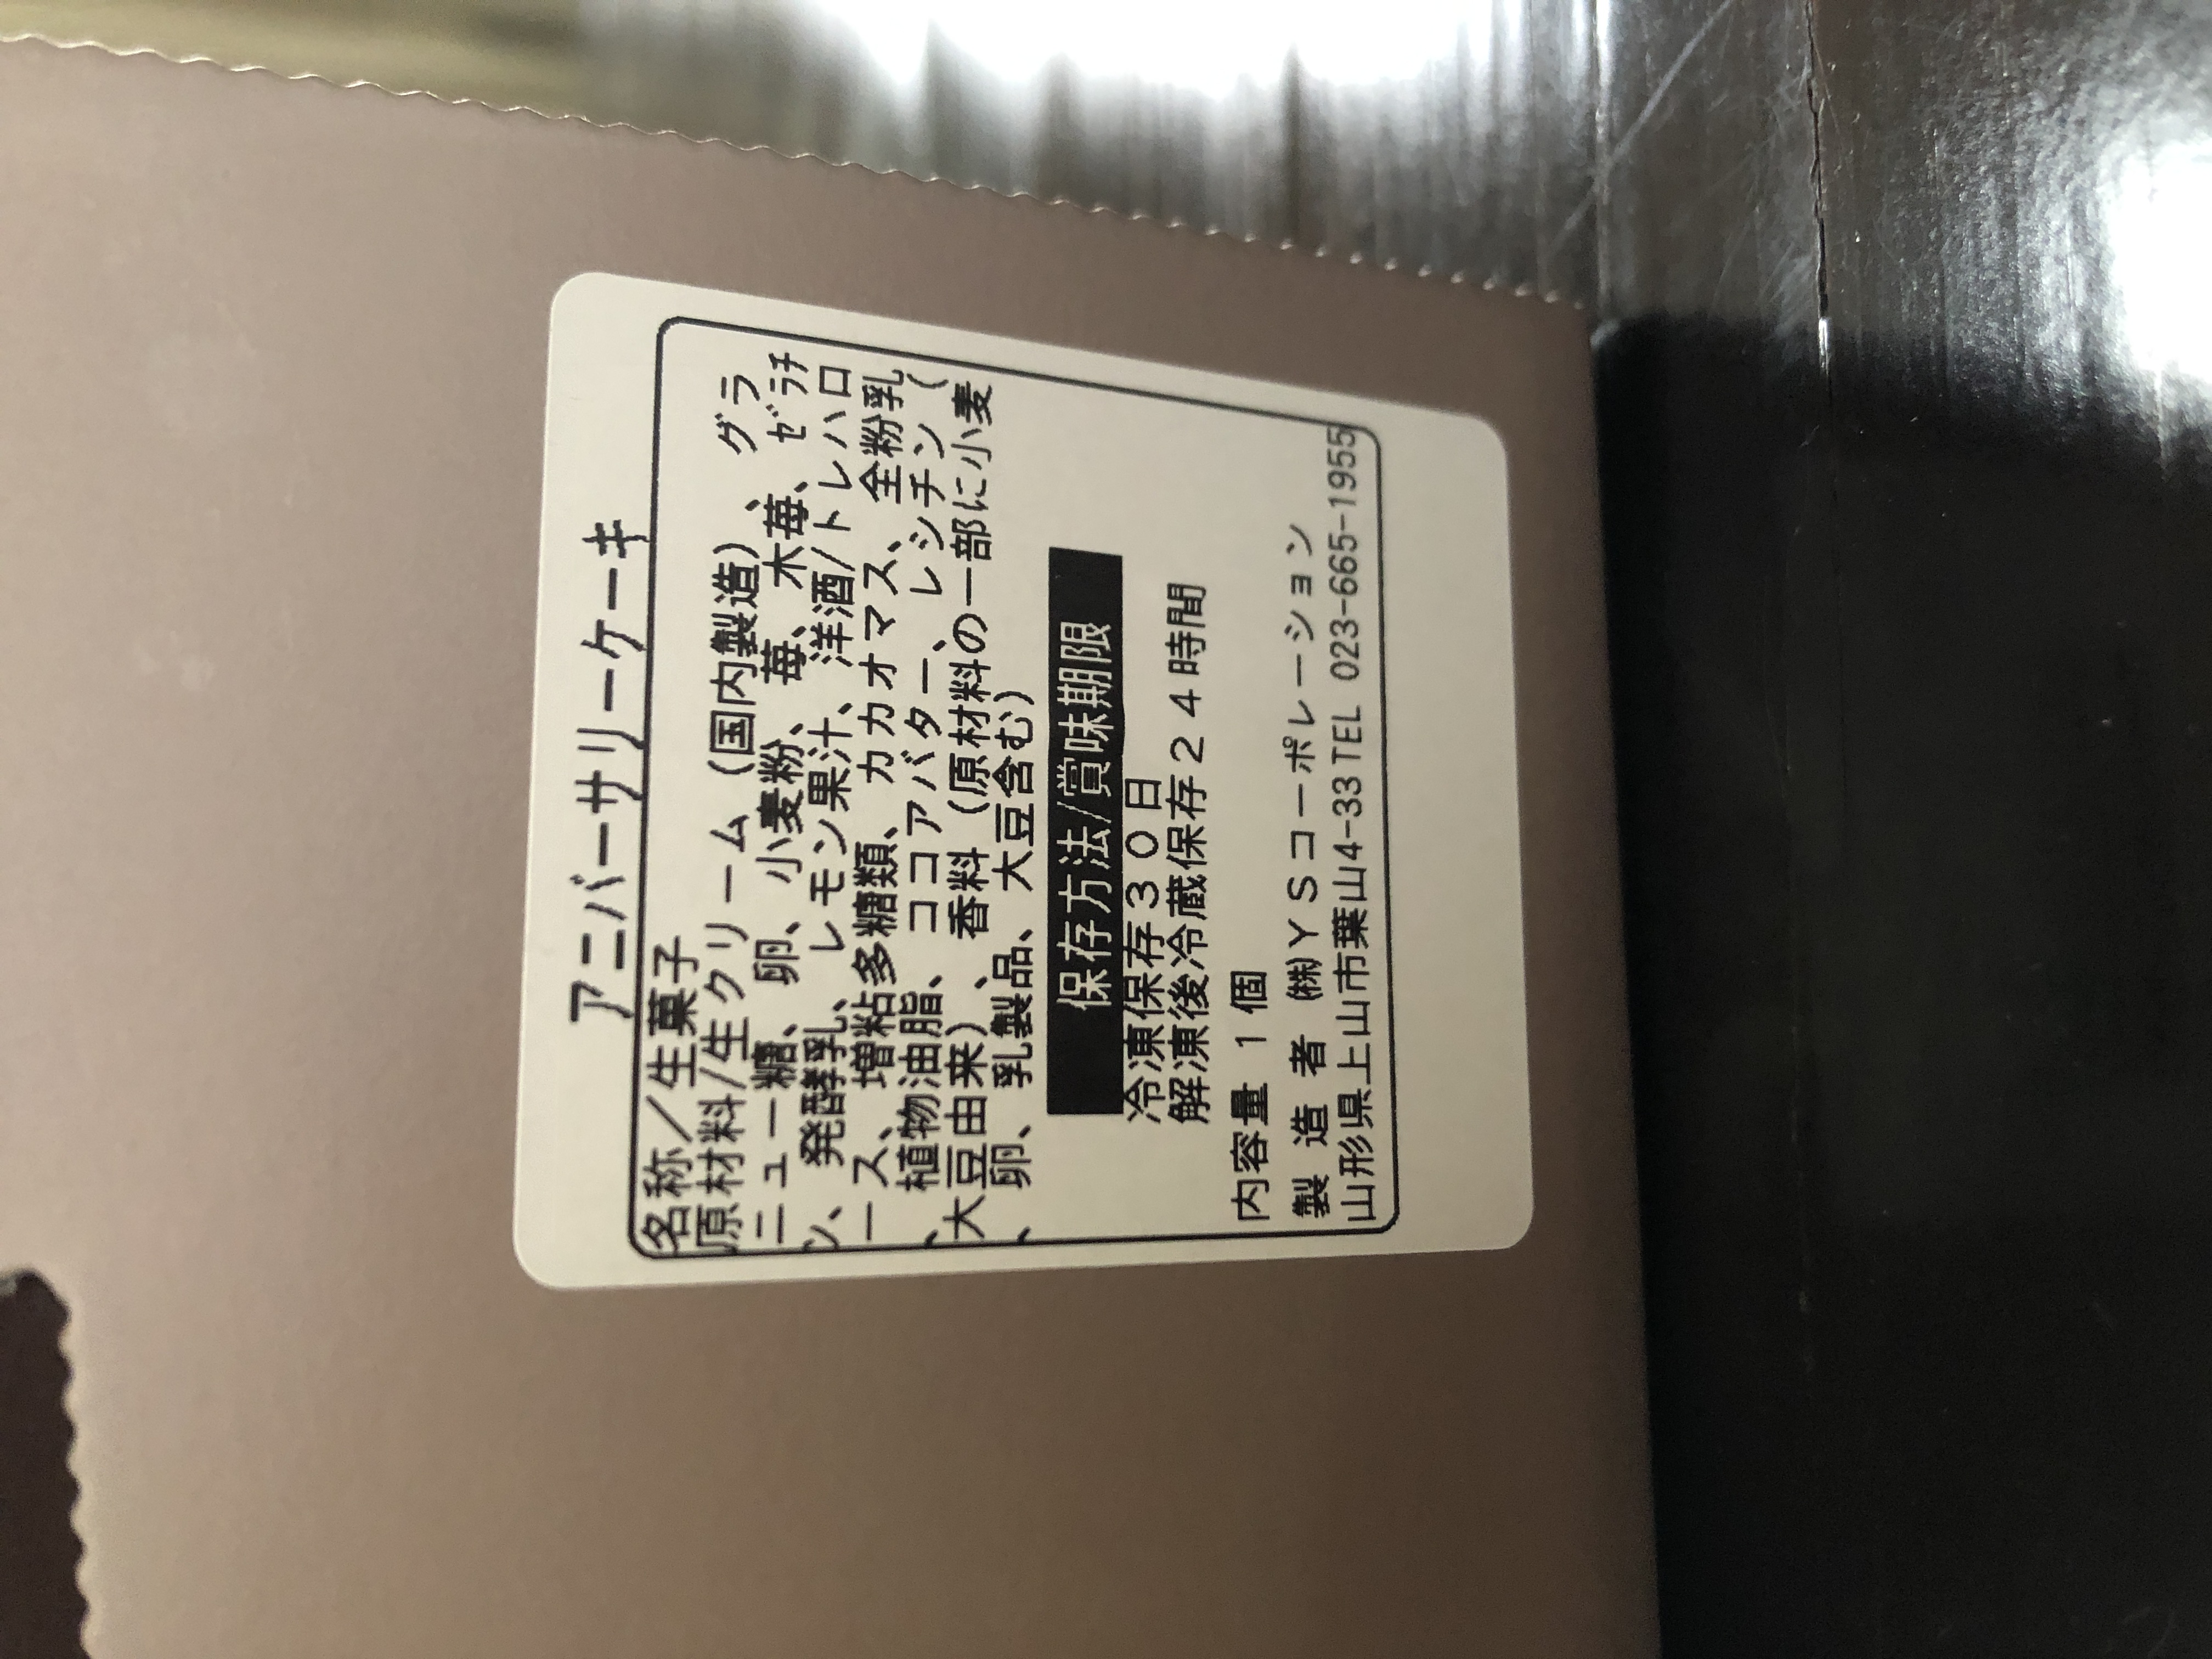 アニバーサリーケーキ
名称/生菓子
原材料/生クリーム(国内製造)、グラ
ニュー糖、卵、小麦粉、苺、木苺、ゼラチ
ン、発酵乳、レモン果汁、洋酒/トレハロ
ース、増粘多糖類、カカオマス、全粉乳
、植物油脂、ココアバター、レシチン(
大豆由来)、香料(原材料の一部に小麦
、卵、乳製品、大豆含む)
保存方法/賞味期限
冷凍保存30日
解凍後冷蔵保存24時間
内容量 1個
製造者 ㈱YSコーポレーション
山形県上山市葉山4-33 TEL 023-665-1955